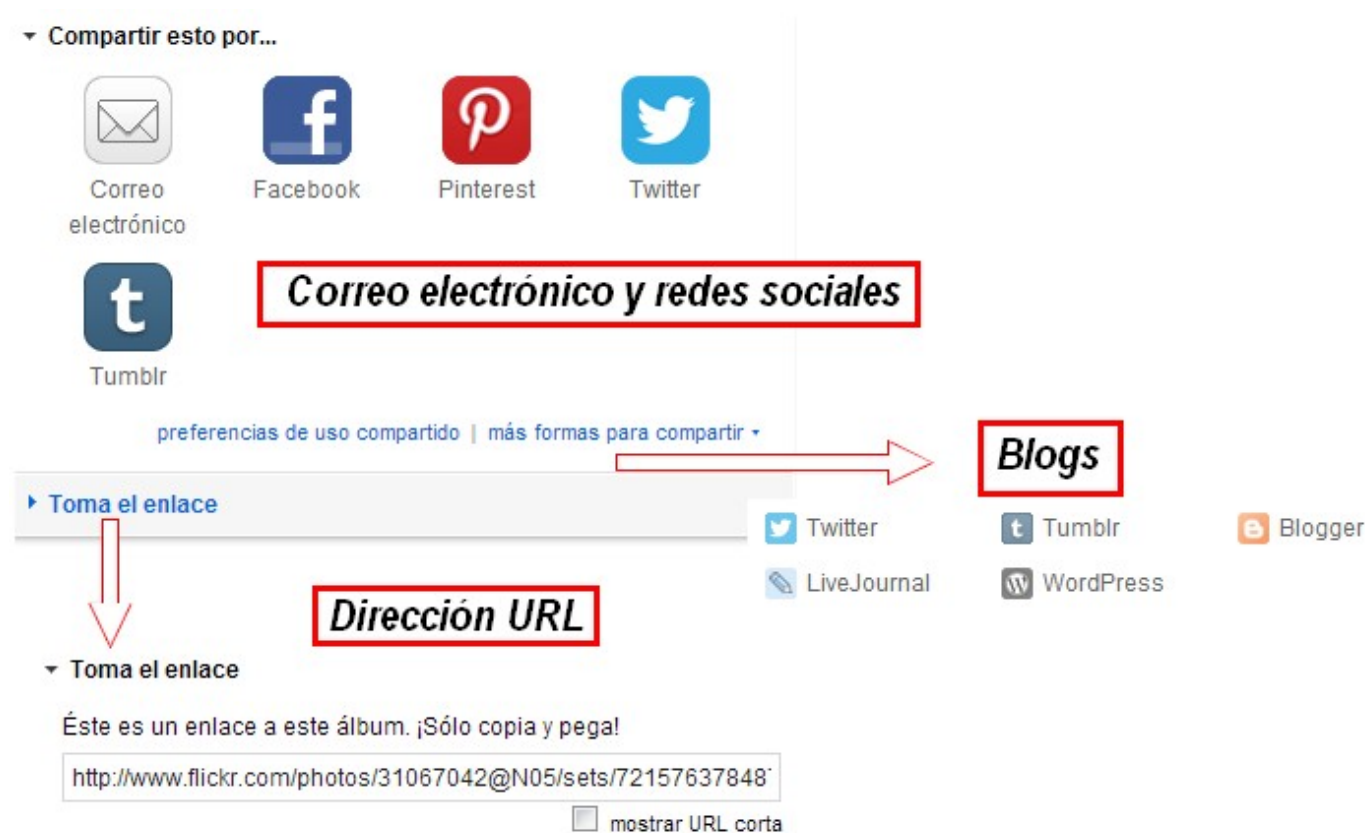 Compartir esto por...
Correo
electrónico
Facebook
Pinterest
Twitter
Tumblr
Correo electrónico y redes sociales
preferencias de uso compartido | más formas para compartir
Blogs
Toma el enlace
Twitter
Tumblr
Blogger
LiveJournal
WordPress
Dirección URL
Toma el enlace
Éste es un enlace a este álbum. ¡Sólo copia y pega!
http://www.flickr.com/photos/31067042@N05/sets/72157637848
mostrar URL corta